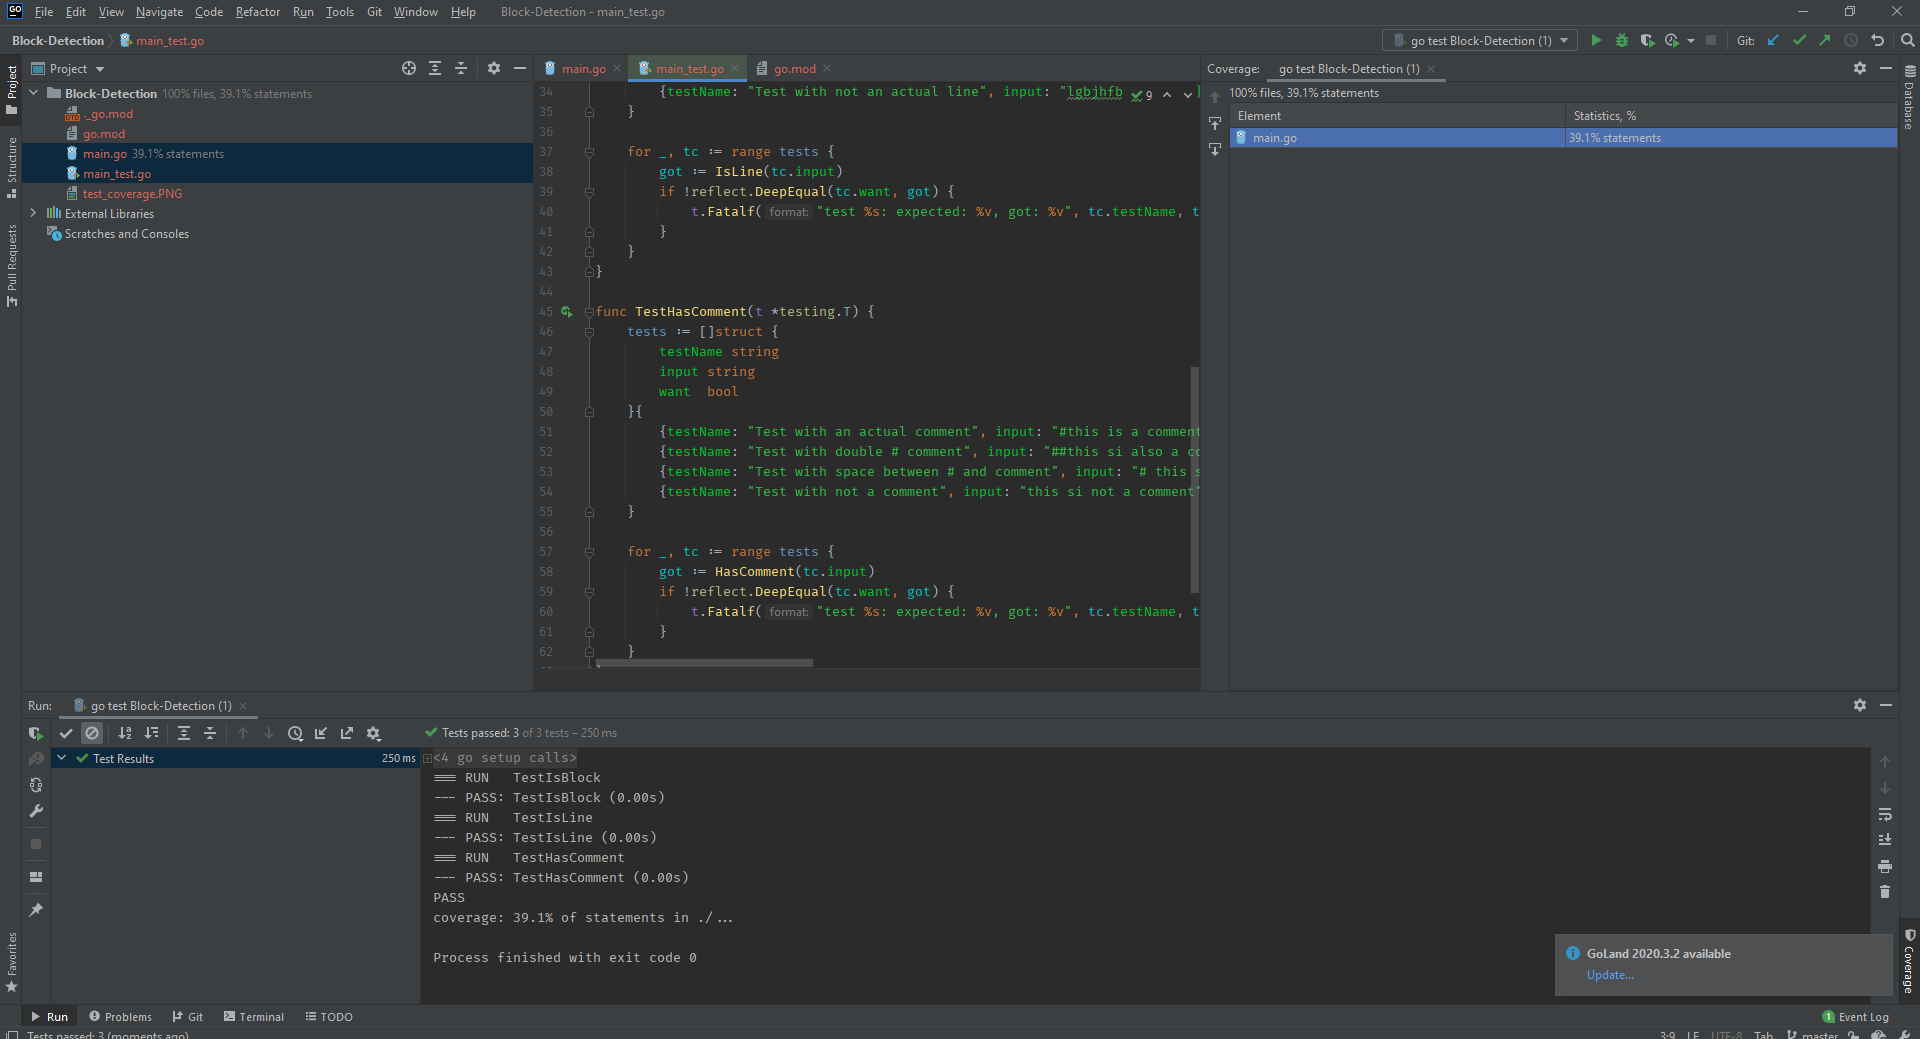 GO File Edit View Navigate Code Refactor Run Tools Git Window Help Block-Detection - main_test.go
Block-Detection main_test.go go test Block-Detection (1) Git:
Project
main.go main_test.go go.mod
Coverage: go test Block-Detection (1)
Block-Detection 100% files, 39.1% statements
._go.mod
go.mod
main.go 39.1% statements
main_test.go
test_coverage.PNG
External Libraries
Scratches and Consoles
Project
Structure
Pull Requests
Favorites
34 {testName: "Test with not an actual line", input: "lgbjhfb 9
35 }
36
37 for _, tc := range tests {
38 got := IsLine(tc.input)
39 if !reflect.DeepEqual(tc.want, got) {
40 t.Fatalf( format: "test %s: expected: %v, got: %v", tc.testName, t
41 }
42 }
43 }
44
45 func TestHasComment(t *testing.T) {
46 tests := []struct {
47 testName string
48 input string
49 want bool
50 }{
51 {testName: "Test with an actual comment", input: "#this is a comment
52 {testName: "Test with double # comment", input: "##this si also a co
53 {testName: "Test with space between # and comment", input: "# this s
54 {testName: "Test with not a comment", input: "this si not a comment"
55 }
56
57 for _, tc := range tests {
58 got := HasComment(tc.input)
59 if !reflect.DeepEqual(tc.want, got) {
60 t.Fatalf( format: "test %s: expected: %v, got: %v", tc.testName, t
61 }
62 }
100% files, 39.1% statements
Element Statistics, %
main.go 39.1% statements
Database
Coverage
Run: go test Block-Detection (1)
Tests passed: 3 of 3 tests – 250 ms
Test Results 250 ms
<4 go setup calls>
=== RUN TestIsBlock
--- PASS: TestIsBlock (0.00s)
=== RUN TestIsLine
--- PASS: TestIsLine (0.00s)
=== RUN TestHasComment
--- PASS: TestHasComment (0.00s)
PASS
coverage: 39.1% of statements in ./...
Process finished with exit code 0
GoLand 2020.3.2 available
Update...
Run Problems Git Terminal TODO
1 Event Log
Tests passed: 3 (moments ago)
3:9 LF UTF-8 Tab master